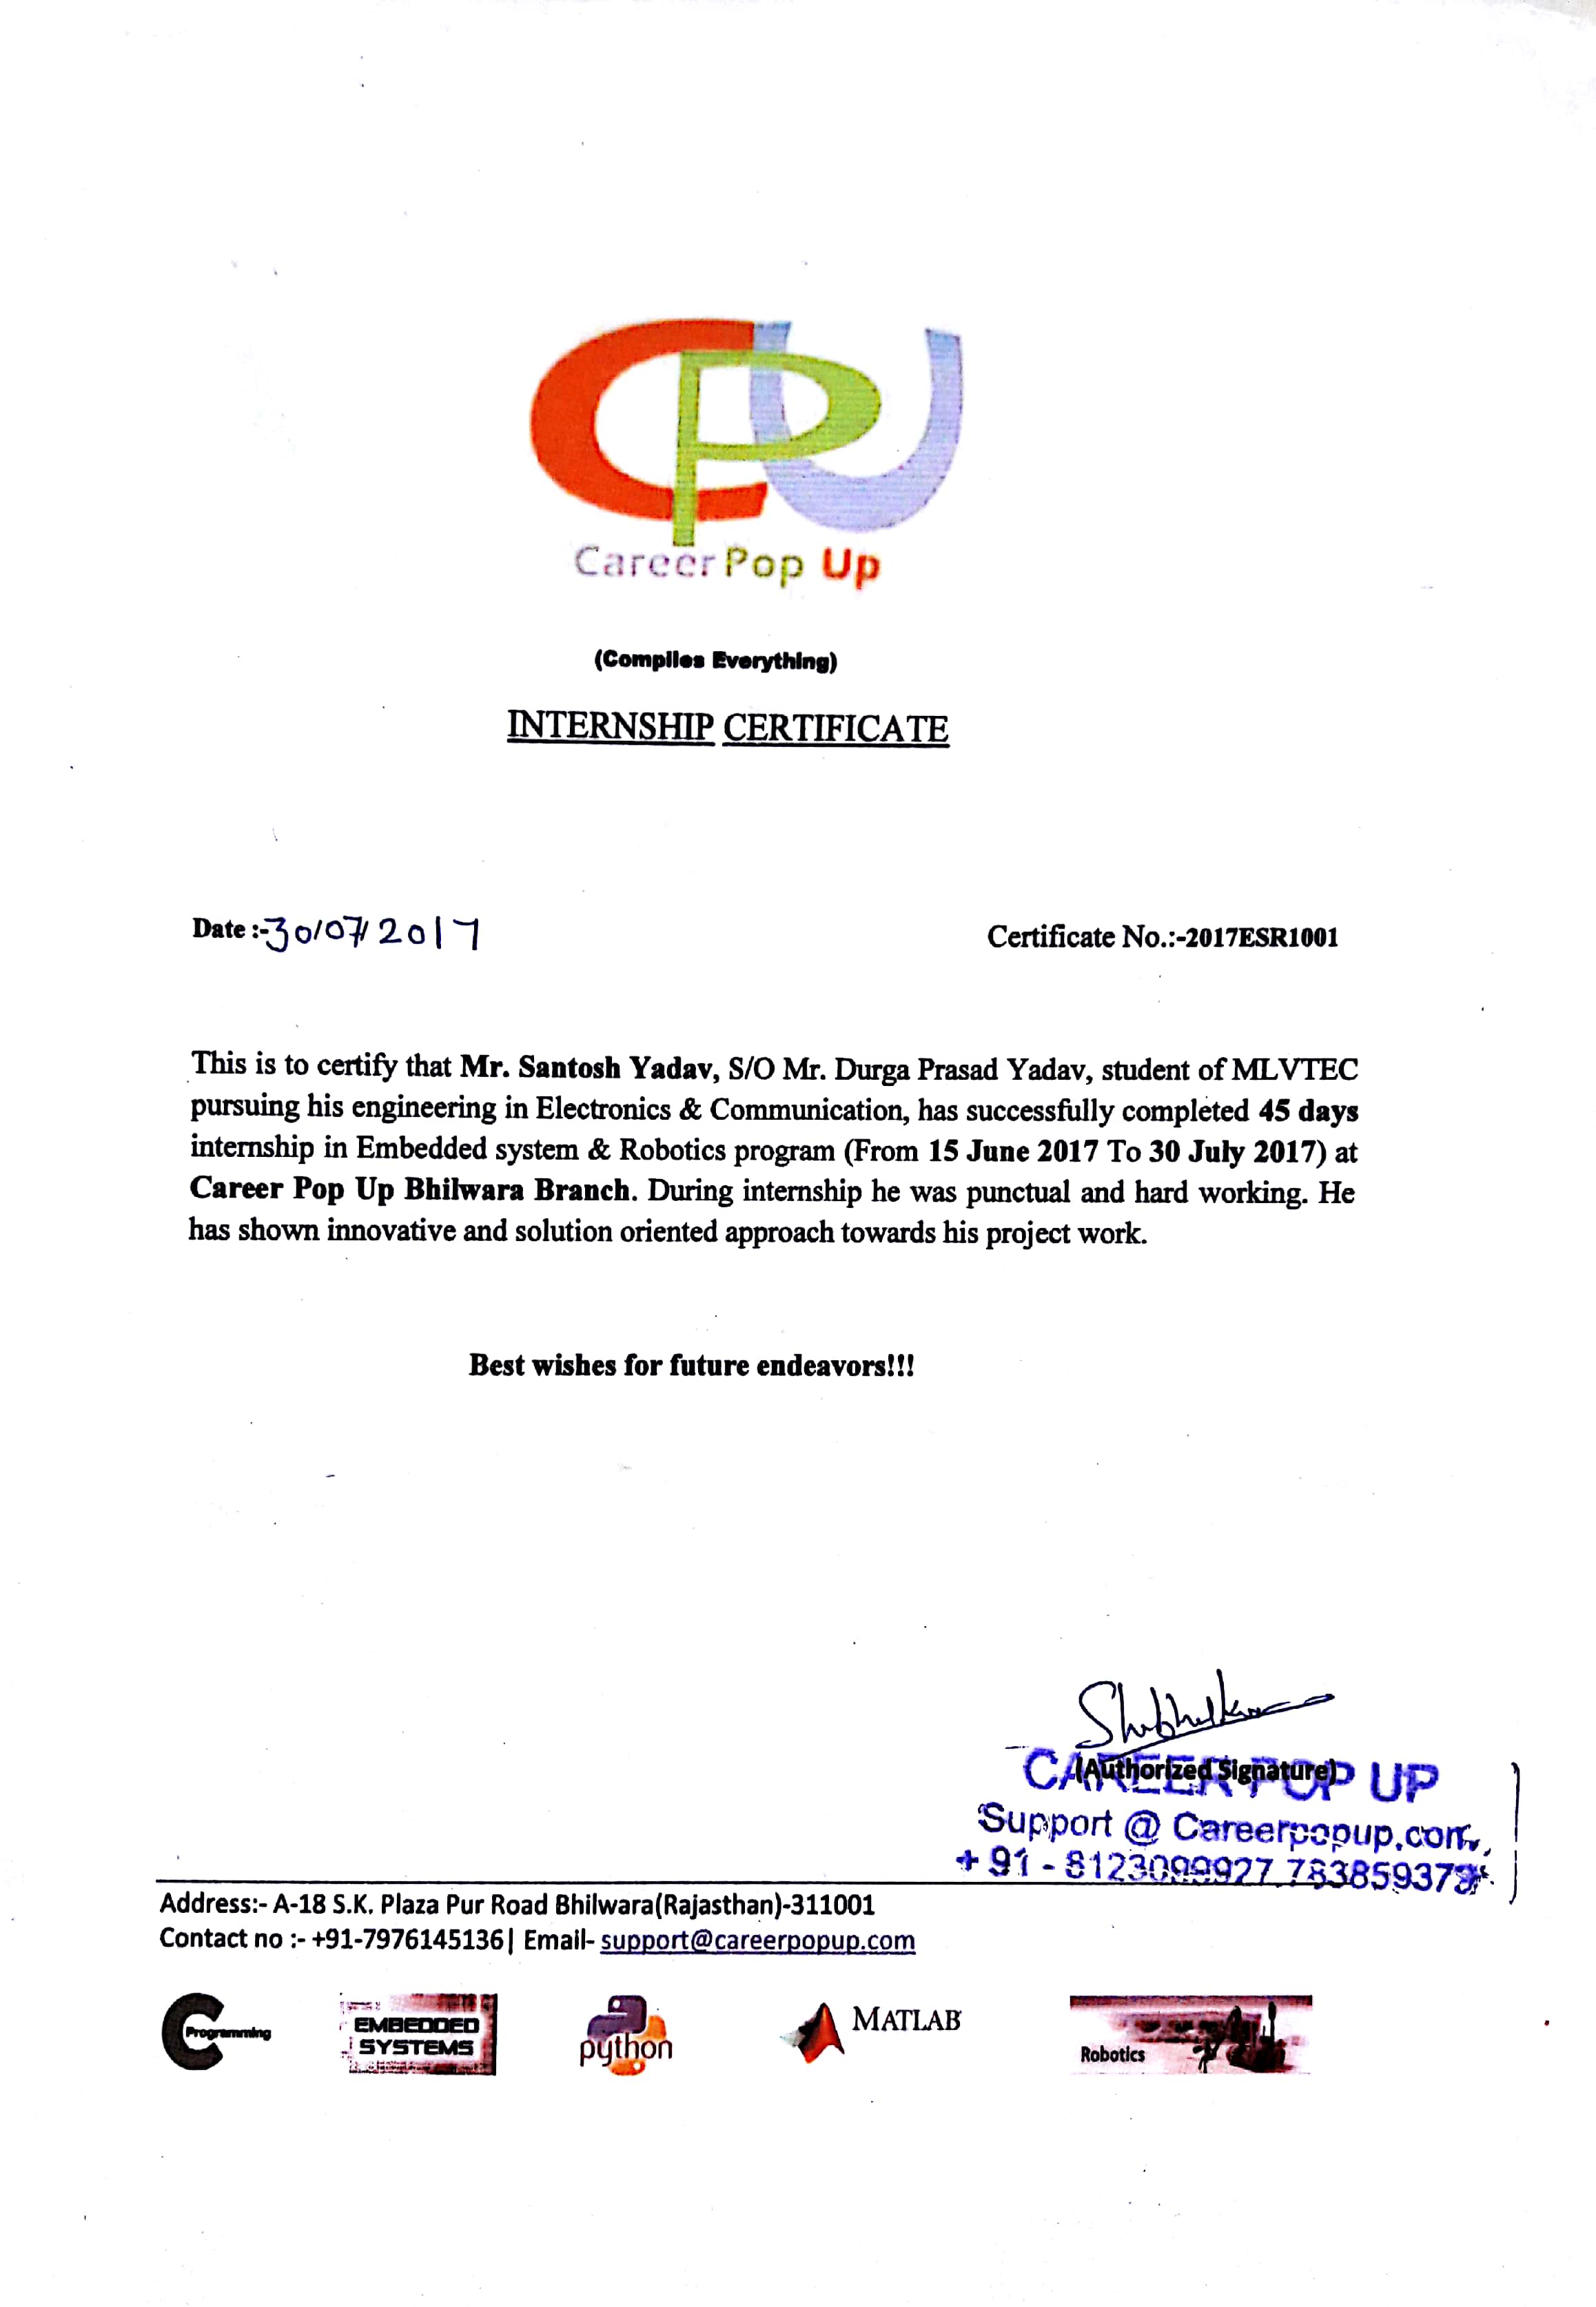 CPU
Career Pop Up
(Compiles Everything)
INTERNSHIP CERTIFICATE
Date :-30/07/2017
Certificate No.:-2017ESR1001
This is to certify that Mr. Santosh Yadav, S/O Mr. Durga Prasad Yadav, student of MLVTEC
pursuing his engineering in Electronics & Communication, has successfully completed 45 days
internship in Embedded system & Robotics program (From 15 June 2017 To 30 July 2017) at
Career Pop Up Bhilwara Branch. During internship he was punctual and hard working. He
has shown innovative and solution oriented approach towards his project work.
Best wishes for future endeavors!!!
(Authorized Signature)
CAREER POP UP
Support @ Careerpopup.com,
+ 91 - 8123099927
Address:- A-18 S.K. Plaza Pur Road Bhilwara(Rajasthan)-311001
Contact no :- +91-7976145136| Email- support@careerpopup.com
C Programming
EMBEDDED
SYSTEMS
python
MATLAB
Robotics